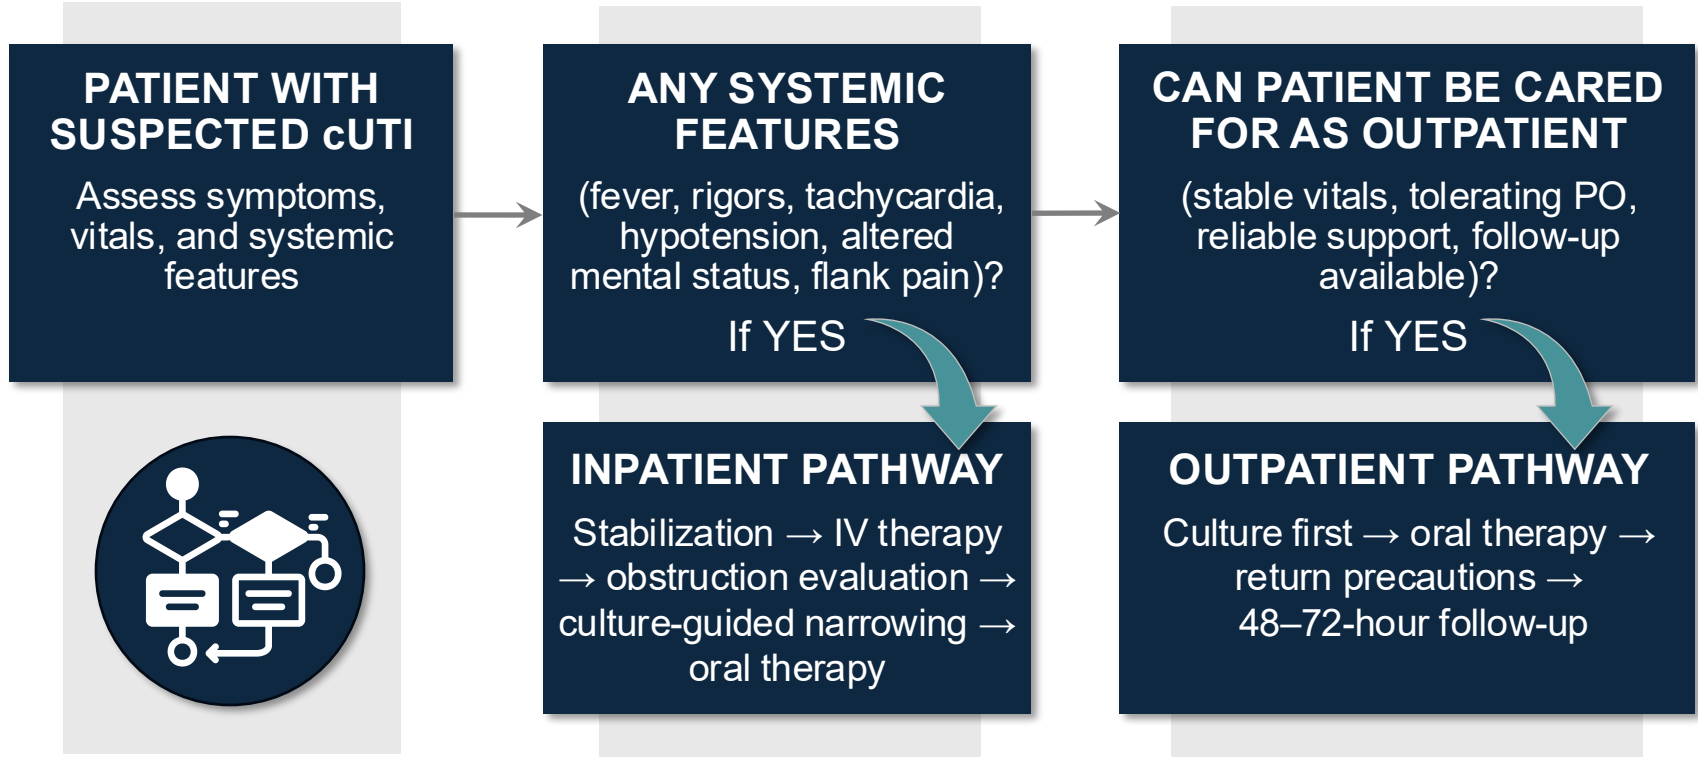 PATIENT WITH
SUSPECTED cUTI
Assess symptoms,
vitals, and systemic
features
ANY SYSTEMIC
FEATURES
(fever, rigors, tachycardia,
hypotension, altered
mental status, flank pain)?
If YES
CAN PATIENT BE CARED
FOR AS OUTPATIENT
(stable vitals, tolerating PO,
reliable support, follow-up
available)?
If YES
INPATIENT PATHWAY
Stabilization → IV therapy
→ obstruction evaluation →
culture-guided narrowing →
oral therapy
OUTPATIENT PATHWAY
Culture first → oral therapy →
return precautions →
48–72-hour follow-up